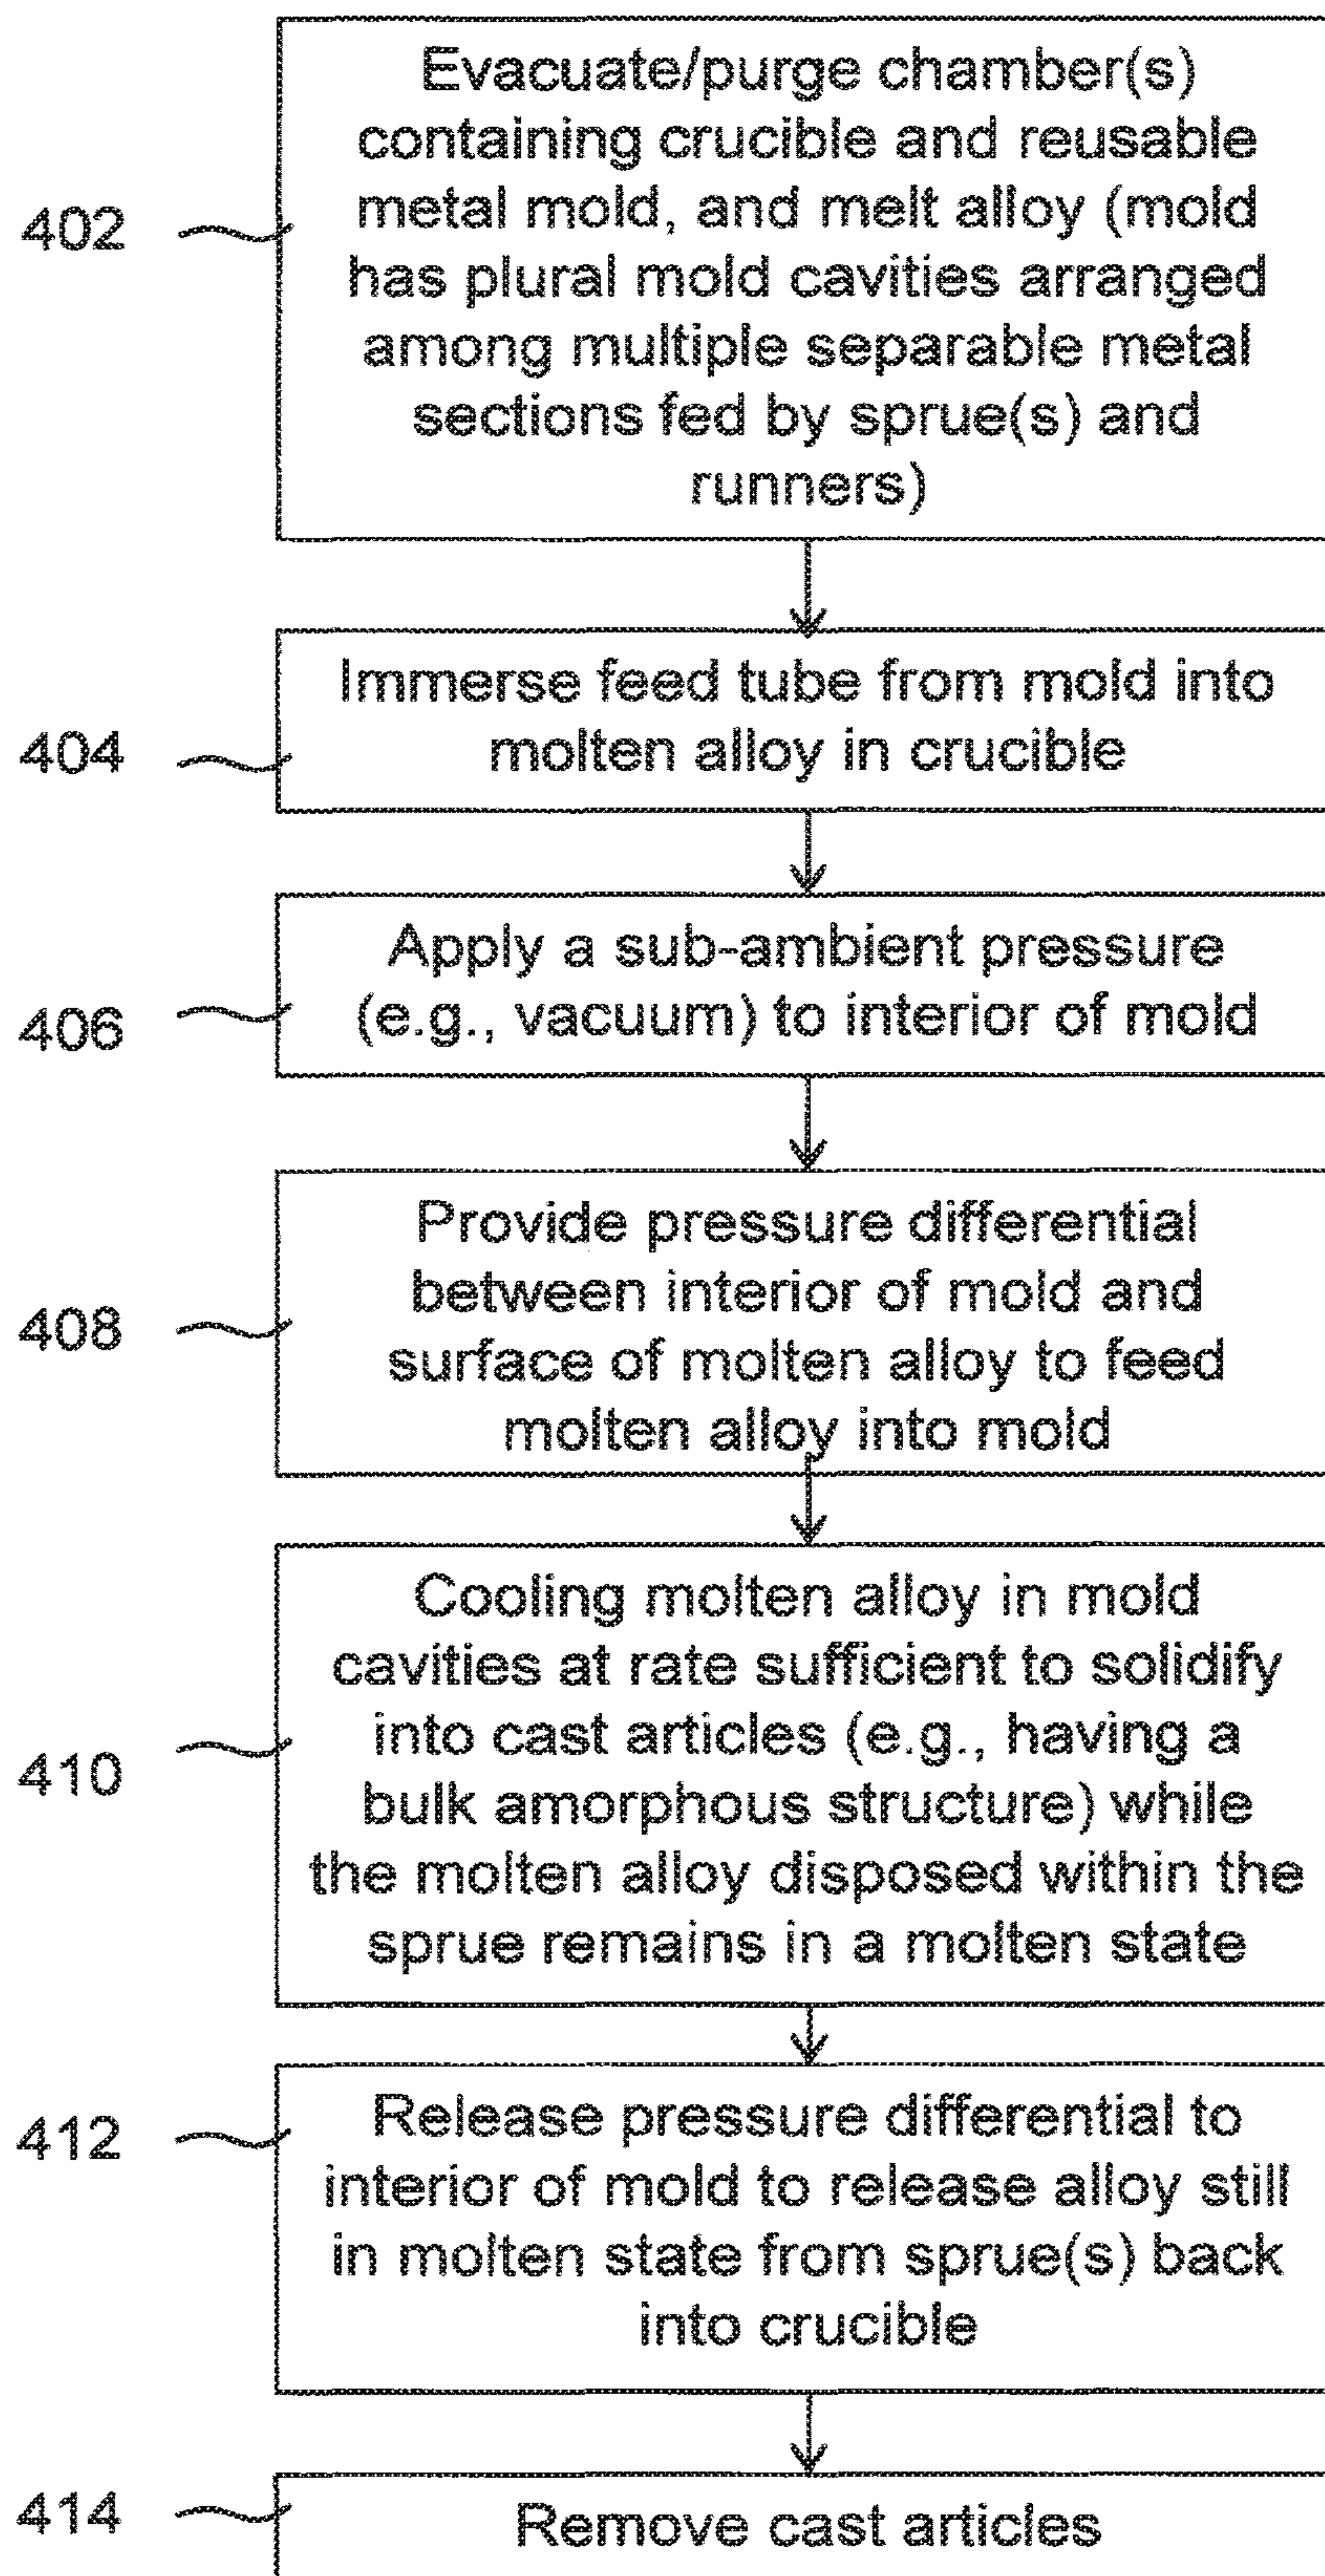 Evacuate/purge chamber(s)
containing crucible and reusable
metal mold, and melt alloy (mold
402
has plural mold cavities arranged
among multiple separable metal
sections fed by sprue(s) and
runners)
Immerse feed tube from mold into
404
molten alloy in crucible
Apply a sub-ambient pressure
406
(e.g., vacuum) to interior of mold
Provide pressure differential
between interior of mold and
408
surface of molten alloy to feed
molten alloy into mold
Cooling molten alloy in mold
cavities at rate sufficient to solidify
into cast articles (e.g., having a
410
bulk amorphous structure) while
the molten alloy disposed within the
sprue remains in a molten state
412
Release pressure differential to
interior of mold to release alloy still
in molten state from sprue(s) back
into crucible
414
Remove cast articles